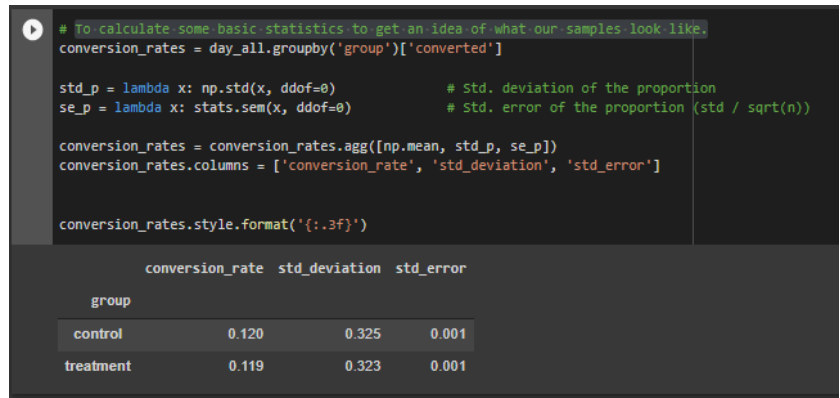 # To calculate some basic statistics to get an idea of what our samples look like.
conversion_rates = day_all.groupby('group')['converted']
std_p = lambda x: np.std(x, ddof=0) # Std. deviation of the proportion
se_p = lambda x: stats.sem(x, ddof=0) # Std. error of the proportion (std / sqrt(n))
conversion_rates = conversion_rates.agg([np.mean, std_p, se_p])
conversion_rates.columns = ['conversion_rate', 'std_deviation', 'std_error']
conversion_rates.style.format('{:.3f}')
conversion_rate std_deviation std_error
group
control 0.120 0.325 0.001
treatment 0.119 0.323 0.001